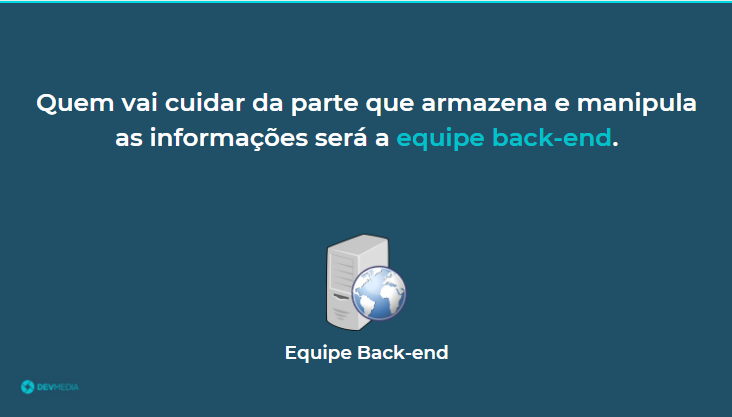 Quem vai cuidar da parte que armazena e manipula
as informações será a equipe back-end.
Equipe Back-end
DEVMEDIA